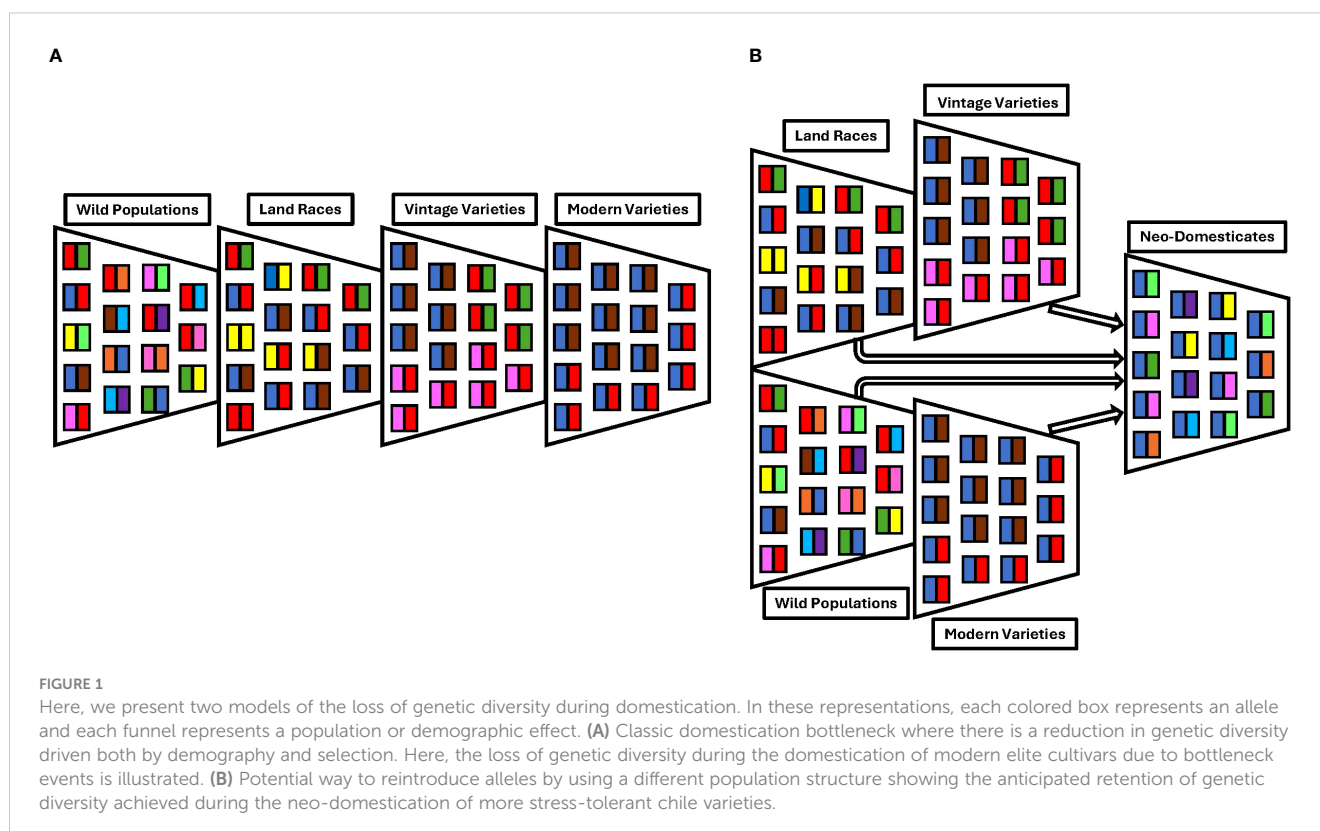 A
B
Wild Populations
Land Races
Vintage Varieties
Modern Varieties
Vintage Varieties
Land Races
Neo-Domesticates
Wild Populations
Modern Varieties
FIGURE 1
Here, we present two models of the loss of genetic diversity during domestication. In these representations, each colored box represents an allele
and each funnel represents a population or demographic effect. (A) Classic domestication bottleneck where there is a reduction in genetic diversity
driven both by demography and selection. Here, the loss of genetic diversity during the domestication of modern elite cultivars due to bottleneck
events is illustrated. (B) Potential way to reintroduce alleles by using a different population structure showing the anticipated retention of genetic
diversity achieved during the neo-domestication of more stress-tolerant chile varieties.